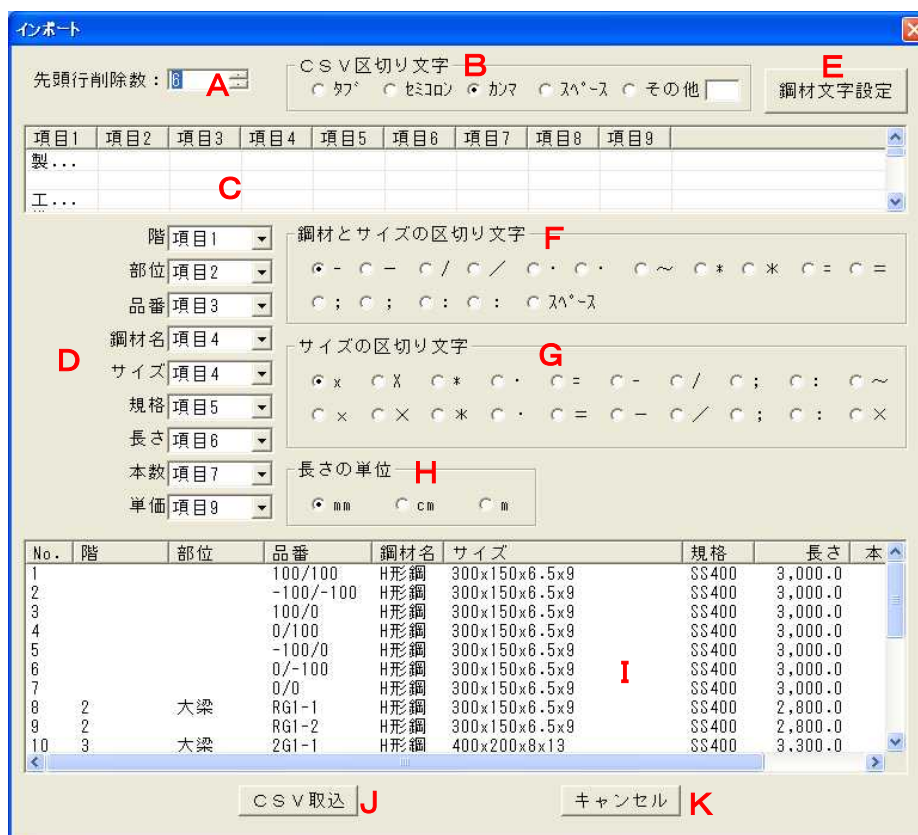 インポート
先頭行削除数: 6 A
CSV区切り文字 B
タブ セミコロン カンマ スペース その他
E
鋼材文字設定
項目1 項目2 項目3 項目4 項目5 項目6 項目7 項目8 項目9
製...
C
工...
階 項目1
部位 項目2
品番 項目3
鋼材名 項目4
D
サイズ 項目4
規格 項目5
長さ 項目6
本数 項目7
単価 項目9
鋼材とサイズの区切り文字 F
- − / / ・ ・ ~ * * = =
; ; : : スペース
サイズの区切り文字 G
x X * ・ = - / ; : ~
x X * ・ = − / ; : ×
長さの単位 H
mm cm m
No. 階 部位 品番 鋼材名 サイズ 規格 長さ 本
1 100/100 H形鋼 300x150x6.5x9 SS400 3,000.0
2 -100/-100 H形鋼 300x150x6.5x9 SS400 3,000.0
3 100/0 H形鋼 300x150x6.5x9 SS400 3,000.0
4 0/100 H形鋼 300x150x6.5x9 SS400 3,000.0
5 -100/0 H形鋼 300x150x6.5x9 SS400 3,000.0
6 0/-100 H形鋼 300x150x6.5x9 SS400 3,000.0
I
7 0/0 H形鋼 300x150x6.5x9 SS400 3,000.0
8 2 大梁 RG1-1 H形鋼 300x150x6.5x9 SS400 2,800.0
9 2 RG1-2 H形鋼 300x150x6.5x9 SS400 2,800.0
10 3 大梁 2G1-1 H形鋼 400x200x8x13 SS400 3,300.0
CSV取込 J
キャンセル K